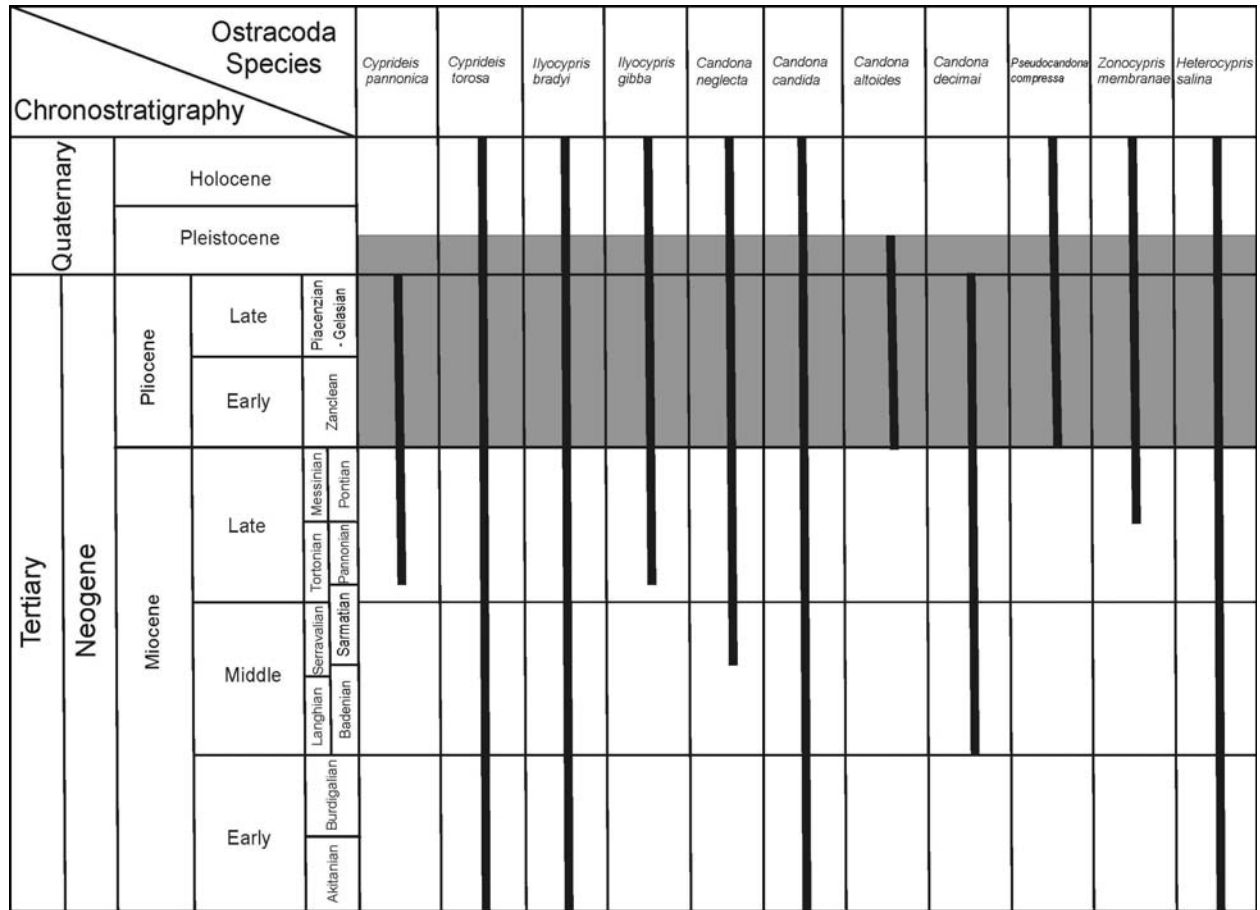 Ostracoda
Species
Chronostratigraphy
Cyprideis
pannonica
Cyprideis
torosa
Ilyocypris
bradyi
Ilyocypris
gibba
Candona
neglecta
Candona
candida
Candona
altoides
Candona
decimai
Pseudocandona
compressa
Zonocypris
membranae
Heterocypris
salina
Quaternary
Holocene
Pleistocene
Tertiary
Neogene
Pliocene
Late
Piacenzian
- Gelasian
Early
Zanclean
Miocene
Late
Messinian
Pontian
Tortonian
Pannonian
Middle
Serravalian
Sarmatian
Langhian
Badenian
Early
Burdigalian
Akitanian